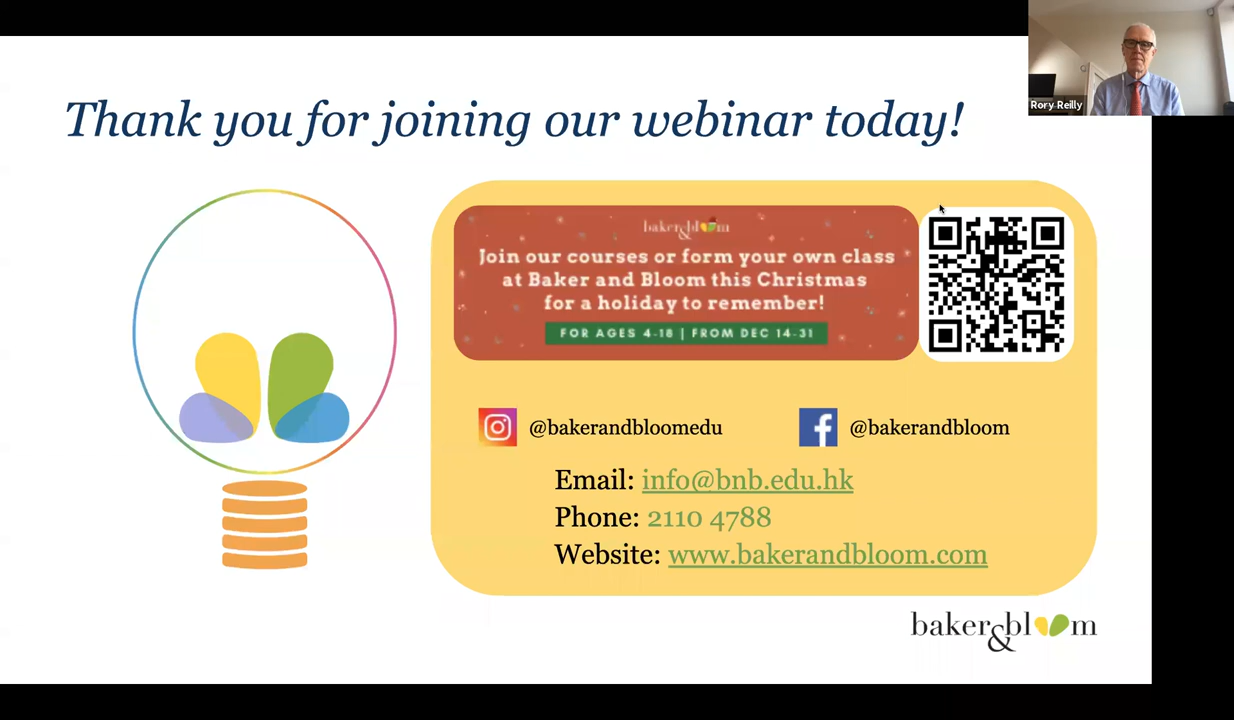 Thank you for joining our webinar today!
Rory Reilly
baker&bloom
Join our courses or form your own class
at Baker and Bloom this Christmas
for a holiday to remember!
FOR AGES 4-18 | FROM DEC 14-31
@bakerandbloomedu
@bakerandbloom
Email: info@bnb.edu.hk
Phone: 2110 4788
Website: www.bakerandbloom.com
baker&bloom